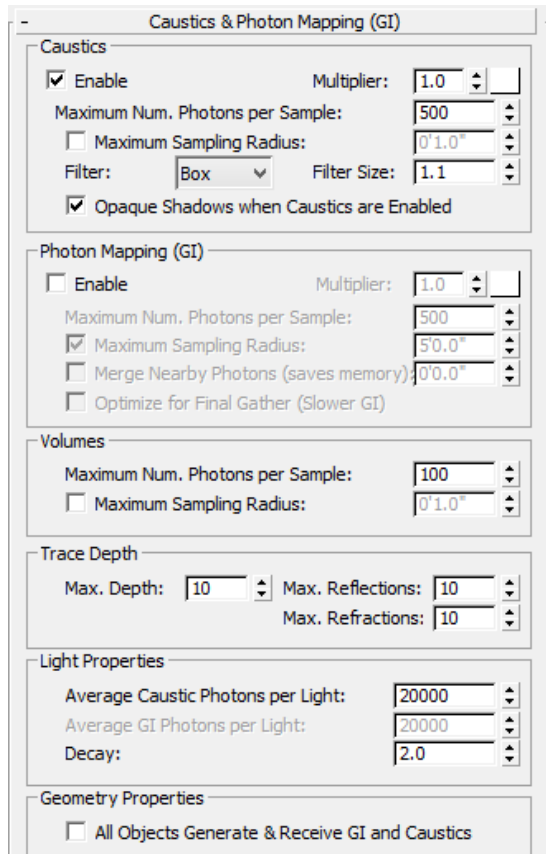 - Caustics & Photon Mapping (GI)
Caustics
Enable Multiplier: 1.0
Maximum Num. Photons per Sample: 500
Maximum Sampling Radius: 0'1.0"
Filter: Box Filter Size: 1.1
Opaque Shadows when Caustics are Enabled
Photon Mapping (GI)
Enable Multiplier: 1.0
Maximum Num. Photons per Sample: 500
Maximum Sampling Radius: 5'0.0"
Merge Nearby Photons (saves memory): 0'0.0"
Optimize for Final Gather (Slower GI)
Volumes
Maximum Num. Photons per Sample: 100
Maximum Sampling Radius: 0'1.0"
Trace Depth
Max. Depth: 10 Max. Reflections: 10
Max. Refractions: 10
Light Properties
Average Caustic Photons per Light: 20000
Average GI Photons per Light: 20000
Decay: 2.0
Geometry Properties
All Objects Generate & Receive GI and Caustics